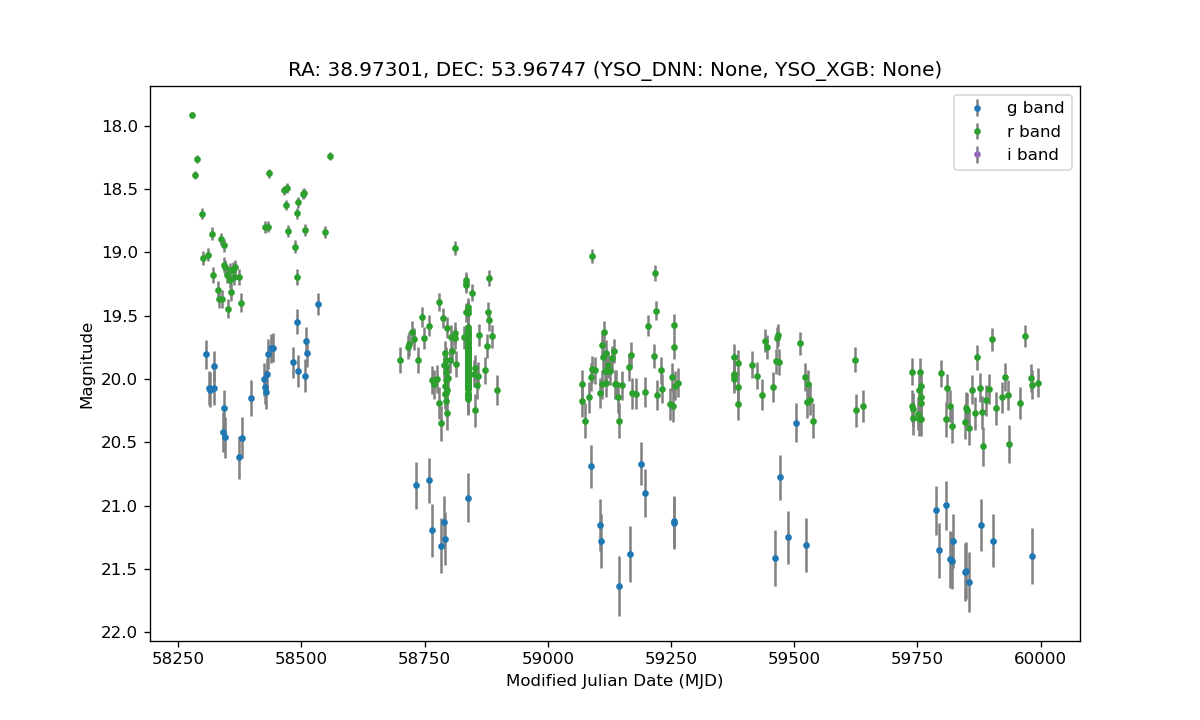 RA: 38.97301, DEC: 53.96747 (YSO_DNN: None, YSO_XGB: None)
g band
r band
i band
18.0
18.5
19.0
19.5
20.0
20.5
21.0
21.5
22.0
Magnitude
58250 58500 58750 59000 59250 59500 59750 60000
Modified Julian Date (MJD)